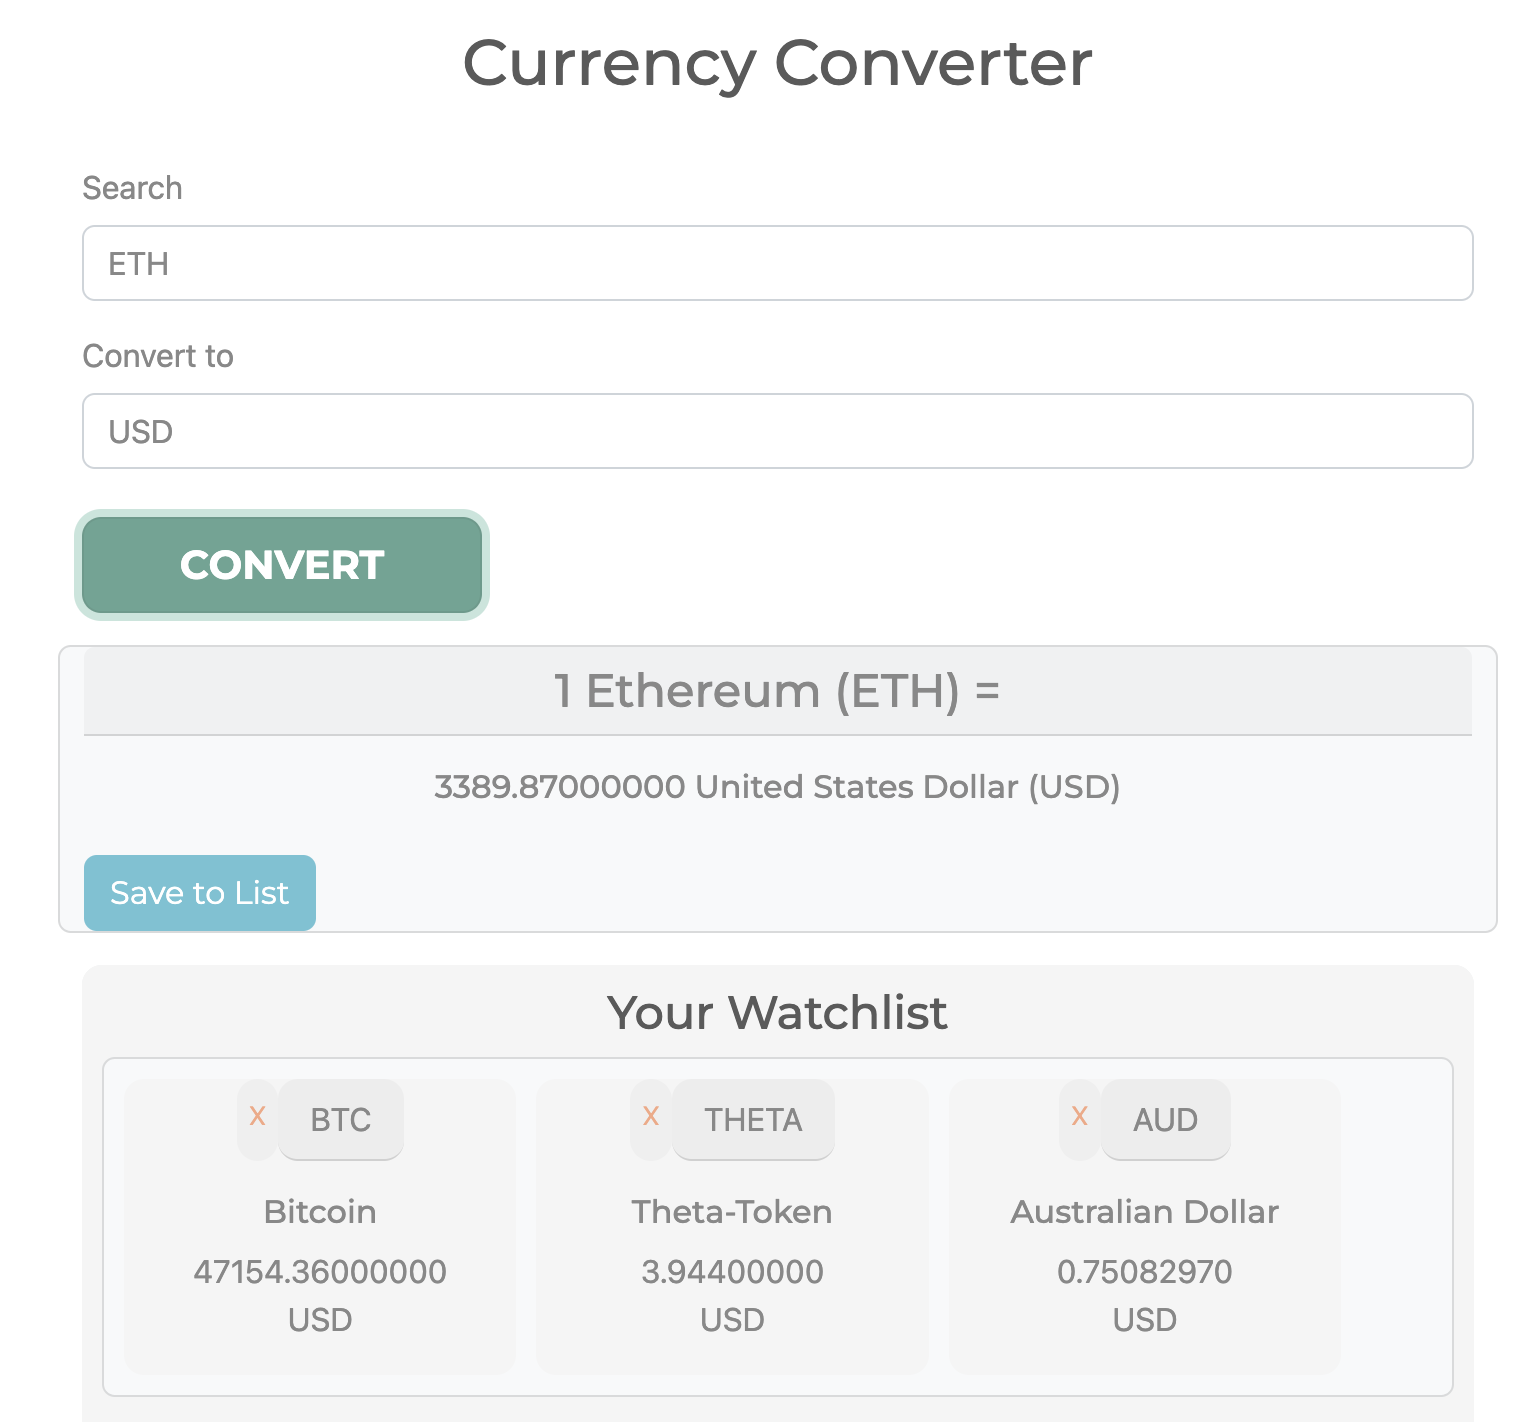 Currency Converter
Search
ETH
Convert to
USD
CONVERT
1 Ethereum (ETH) =
3389.87000000 United States Dollar (USD)
Save to List
Your Watchlist
X BTC
Bitcoin
47154.36000000
USD
X THETA
Theta-Token
3.94400000
USD
X AUD
Australian Dollar
0.75082970
USD